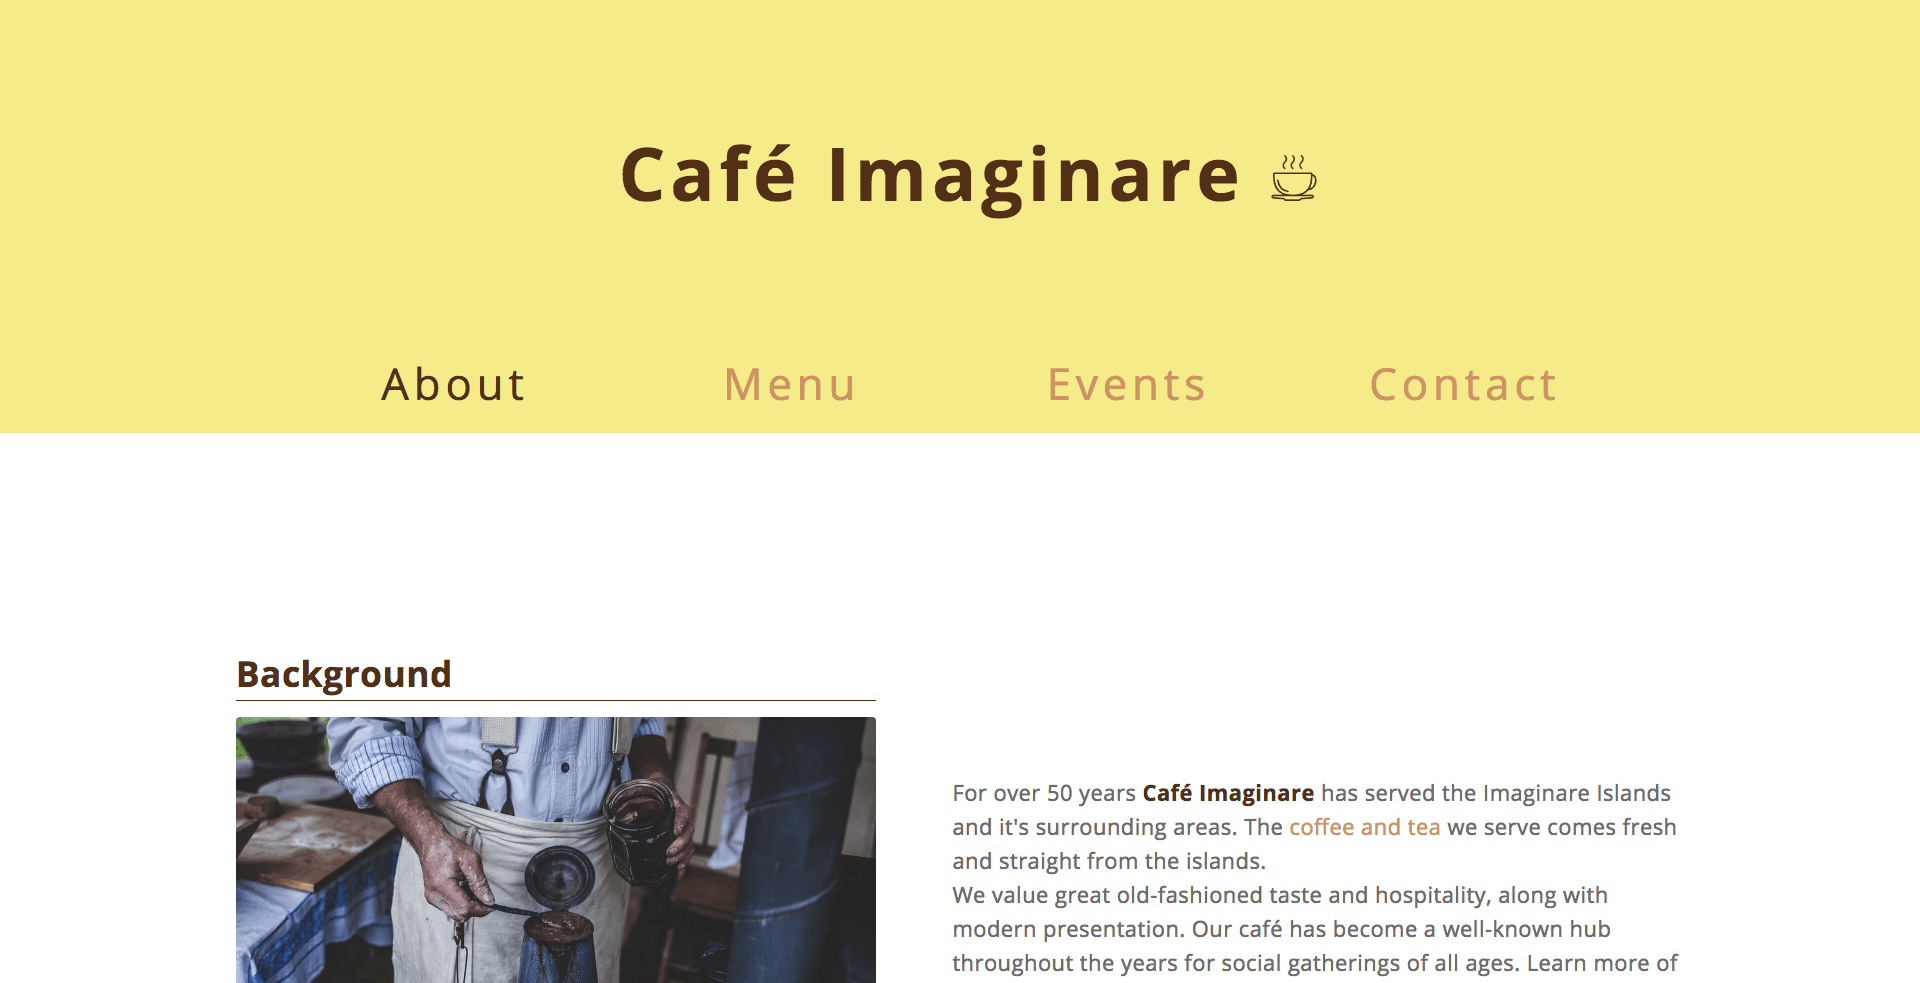 Café Imaginare
About Menu Events Contact
Background
For over 50 years Café Imaginare has served the Imaginare Islands
and it's surrounding areas. The coffee and tea we serve comes fresh
and straight from the islands.
We value great old-fashioned taste and hospitality, along with
modern presentation. Our café has become a well-known hub
throughout the years for social gatherings of all ages. Learn more of